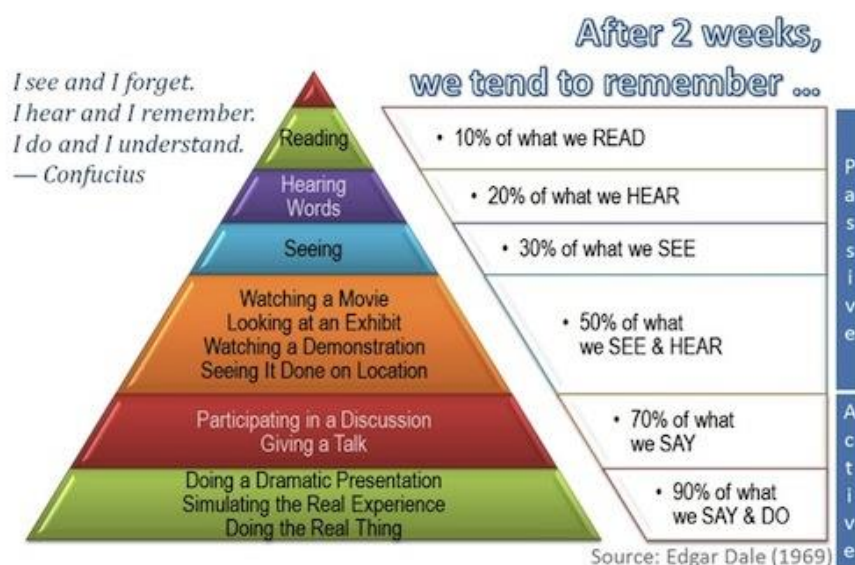 After 2 weeks,
we tend to remember ...
I see and I forget.
I hear and I remember.
I do and I understand.
— Confucius
Reading
• 10% of what we READ
Hearing
Words
• 20% of what we HEAR
Seeing
• 30% of what we SEE
Watching a Movie
Looking at an Exhibit
Watching a Demonstration
Seeing It Done on Location
• 50% of what
we SEE & HEAR
Participating in a Discussion
Giving a Talk
• 70% of what
we SAY
Doing a Dramatic Presentation
Simulating the Real Experience
Doing the Real Thing
• 90% of what
we SAY & DO
Passive
Active
Source: Edgar Dale (1969)